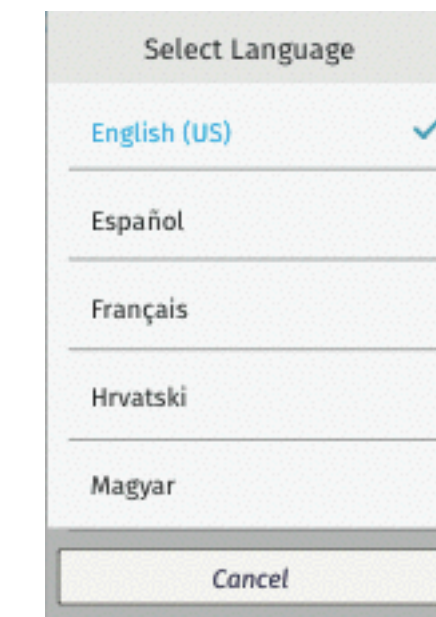 Select Language
English (US)
Español
Français
Hrvatski
Magyar
Cancel